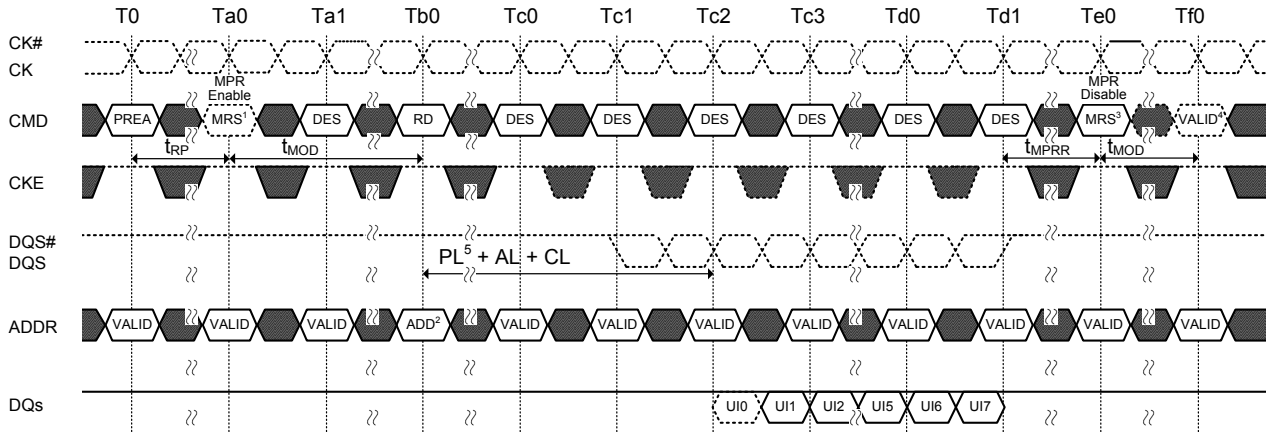 T0 Ta0 Ta1 Tb0 Tc0 Tc1 Tc2 Tc3 Td0 Td1 Te0 Tf0
CK#
CK
MPR Enable
MPR Disable
CMD PREA MRS1 DES RD DES DES DES DES DES DES MRS3 VALID4
tRP tMOD tMPRR tMOD
CKE
DQS#
DQS
PL5 + AL + CL
ADDR VALID VALID VALID ADD2 VALID VALID VALID VALID VALID VALID VALID VALID
DQs UI0 UI1 UI2 UI5 UI6 UI7